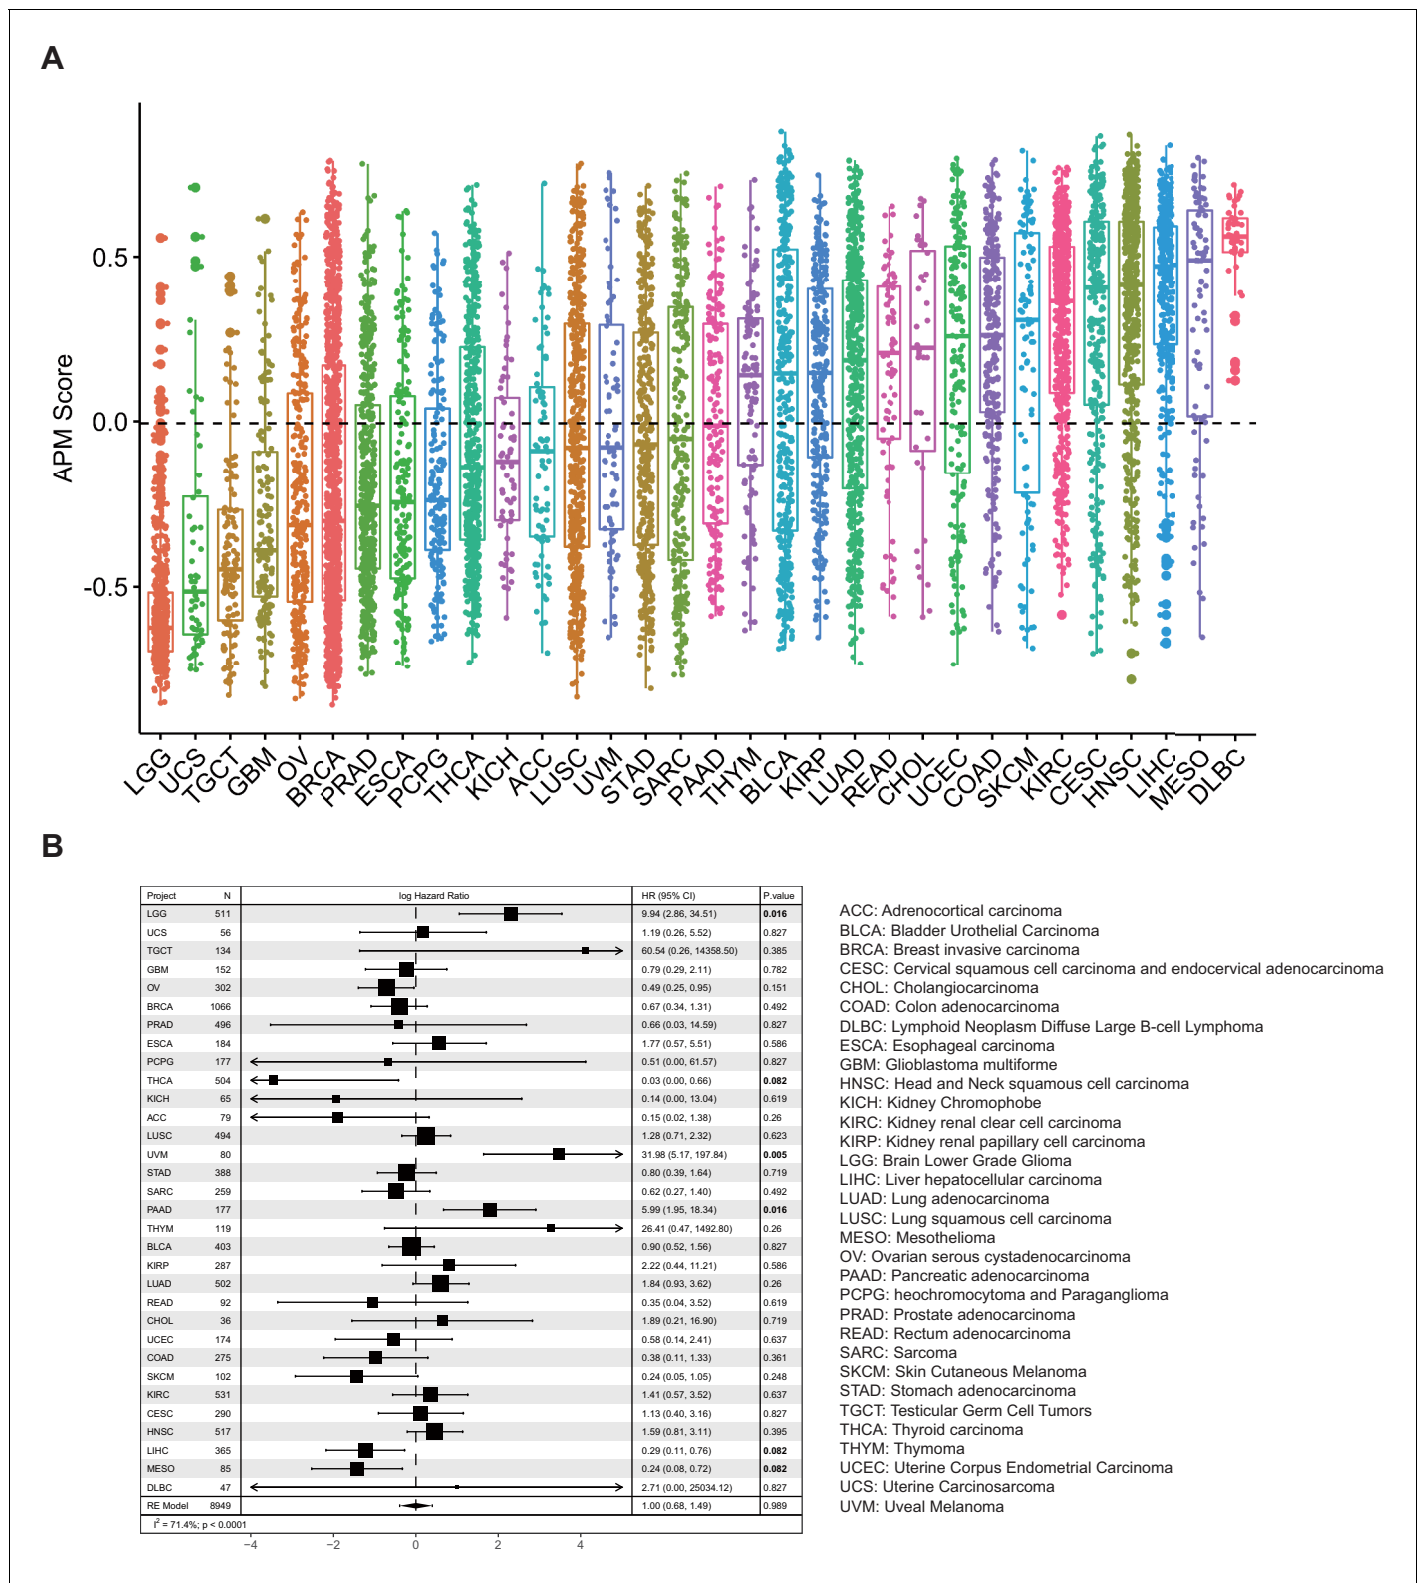 A
APM Score
0.5
0.0
-0.5
LGG UCS TGCT GBM OV BRCA PRAD ESCA PCPG THCA KICH ACC LUSC UVM STAD SARC PAAD THYM BLCA KIRP LUAD READ CHOL UCEC COAD SKCM KIRC CESC HNSC LIHC MESO DLBC
B
Project N log Hazard Ratio HR (95% CI) P.value
LGG 511 9.94 (2.86, 34.51) 0.016
UCS 56 1.19 (0.26, 5.52) 0.827
TGCT 134 60.54 (0.26, 14358.50) 0.385
GBM 152 0.79 (0.29, 2.11) 0.782
OV 302 0.49 (0.25, 0.95) 0.151
BRCA 1066 0.67 (0.34, 1.31) 0.492
PRAD 496 0.66 (0.03, 14.59) 0.827
ESCA 184 1.77 (0.57, 5.51) 0.586
PCPG 177 0.51 (0.00, 61.57) 0.827
THCA 504 0.03 (0.00, 0.66) 0.082
KICH 65 0.14 (0.00, 13.04) 0.619
ACC 79 0.15 (0.02, 1.38) 0.26
LUSC 494 1.28 (0.71, 2.32) 0.623
UVM 80 31.98 (5.17, 197.84) 0.005
STAD 388 0.80 (0.39, 1.64) 0.719
SARC 259 0.62 (0.27, 1.40) 0.492
PAAD 177 5.99 (1.95, 18.34) 0.016
THYM 119 26.41 (0.47, 1492.80) 0.26
BLCA 403 0.90 (0.52, 1.56) 0.827
KIRP 287 2.22 (0.44, 11.21) 0.586
LUAD 502 1.84 (0.93, 3.62) 0.26
READ 92 0.35 (0.04, 3.52) 0.619
CHOL 36 1.89 (0.21, 16.90) 0.719
UCEC 174 0.58 (0.14, 2.41) 0.637
COAD 275 0.38 (0.11, 1.33) 0.361
SKCM 102 0.24 (0.05, 1.05) 0.248
KIRC 531 1.41 (0.57, 3.52) 0.637
CESC 290 1.13 (0.40, 3.16) 0.827
HNSC 517 1.59 (0.81, 3.11) 0.395
LIHC 365 0.29 (0.11, 0.76) 0.082
MESO 85 0.24 (0.08, 0.72) 0.082
DLBC 47 2.71 (0.00, 25034.12) 0.827
RE Model 8949 1.00 (0.68, 1.49) 0.989
I² = 71.4%; p < 0.0001
−4 −2 0 2 4
ACC: Adrenocortical carcinoma
BLCA: Bladder Urothelial Carcinoma
BRCA: Breast invasive carcinoma
CESC: Cervical squamous cell carcinoma and endocervical adenocarcinoma
CHOL: Cholangiocarcinoma
COAD: Colon adenocarcinoma
DLBC: Lymphoid Neoplasm Diffuse Large B-cell Lymphoma
ESCA: Esophageal carcinoma
GBM: Glioblastoma multiforme
HNSC: Head and Neck squamous cell carcinoma
KICH: Kidney Chromophobe
KIRC: Kidney renal clear cell carcinoma
KIRP: Kidney renal papillary cell carcinoma
LGG: Brain Lower Grade Glioma
LIHC: Liver hepatocellular carcinoma
LUAD: Lung adenocarcinoma
LUSC: Lung squamous cell carcinoma
MESO: Mesothelioma
OV: Ovarian serous cystadenocarcinoma
PAAD: Pancreatic adenocarcinoma
PCPG: heochromocytoma and Paraganglioma
PRAD: Prostate adenocarcinoma
READ: Rectum adenocarcinoma
SARC: Sarcoma
SKCM: Skin Cutaneous Melanoma
STAD: Stomach adenocarcinoma
TGCT: Testicular Germ Cell Tumors
THCA: Thyroid carcinoma
THYM: Thymoma
UCEC: Uterine Corpus Endometrial Carcinoma
UCS: Uterine Carcinosarcoma
UVM: Uveal Melanoma